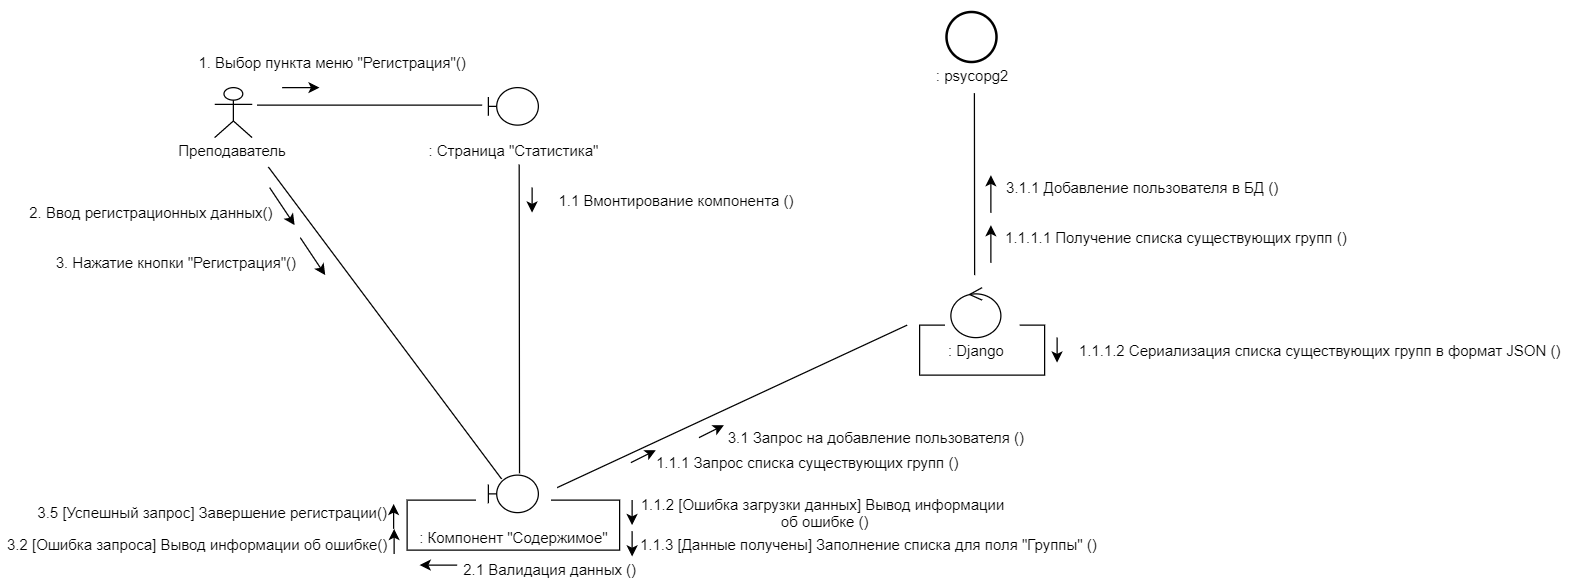 : psycopg2
1. Выбор пункта меню "Регистрация"()
Преподаватель
: Страница "Статистика"
3.1.1 Добавление пользователя в БД ()
1.1 Вмонтирование компонента ()
2. Ввод регистрационных данных()
1.1.1.1 Получение списка существующих групп ()
3. Нажатие кнопки "Регистрация"()
: Django
1.1.1.2 Сериализация списка существующих групп в формат JSON ()
3.1 Запрос на добавление пользователя ()
1.1.1 Запрос списка существующих групп ()
1.1.2 [Ошибка загрузки данных] Вывод информации
об ошибке ()
3.5 [Успешный запрос] Завершение регистрации()
: Компонент "Содержимое"
3.2 [Ошибка запроса] Вывод информации об ошибке()
1.1.3 [Данные получены] Заполнение списка для поля "Группы" ()
2.1 Валидация данных ()